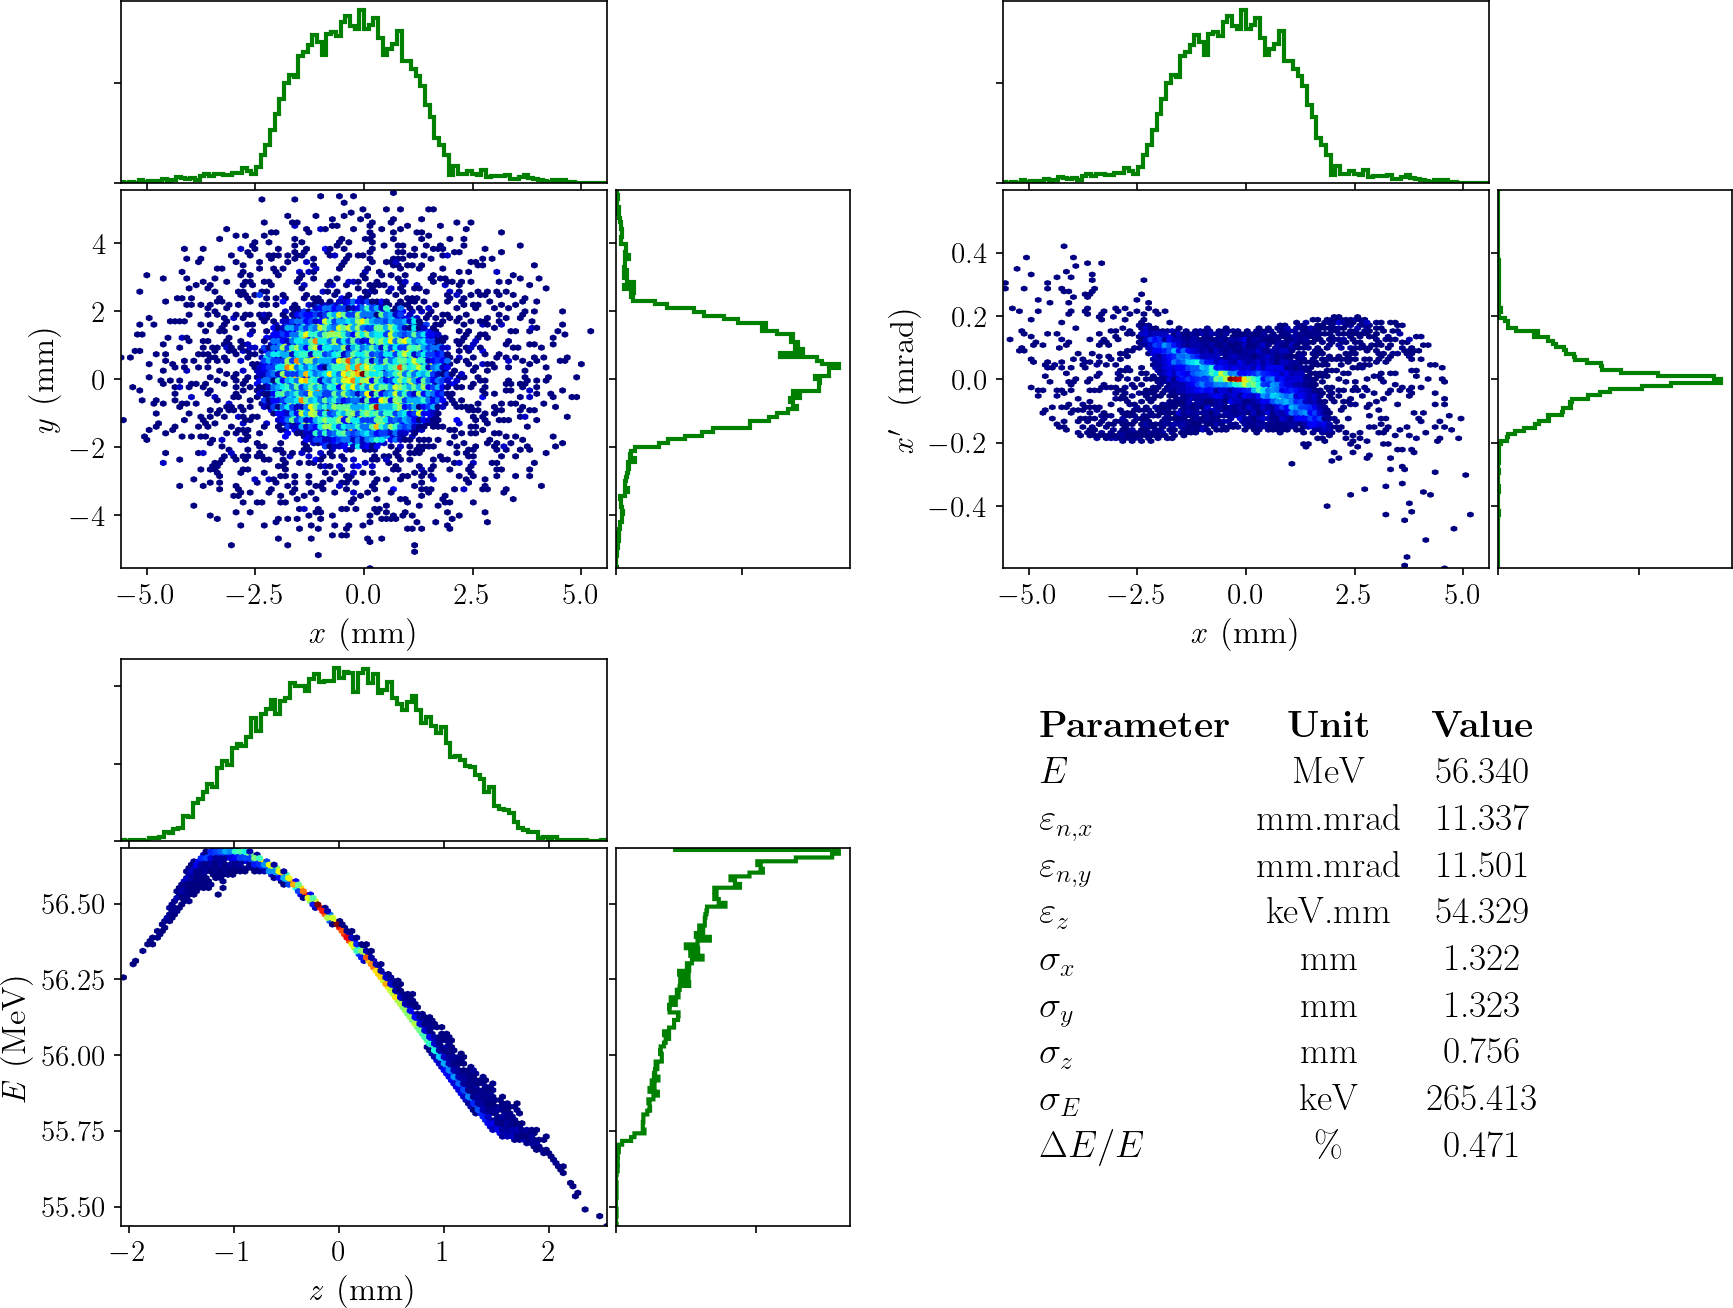 4
2
0
−2
−4
y (mm)
−5.0 −2.5 0.0 2.5 5.0
x (mm)
0.4
0.2
0.0
−0.2
−0.4
x′ (mrad)
−5.0 −2.5 0.0 2.5 5.0
x (mm)
56.50
56.25
56.00
55.75
55.50
E (MeV)
−2 −1 0 1 2
z (mm)
Parameter Unit Value
E MeV 56.340
εn,x mm.mrad 11.337
εn,y mm.mrad 11.501
εz keV.mm 54.329
σx mm 1.322
σy mm 1.323
σz mm 0.756
σE keV 265.413
ΔE/E % 0.471